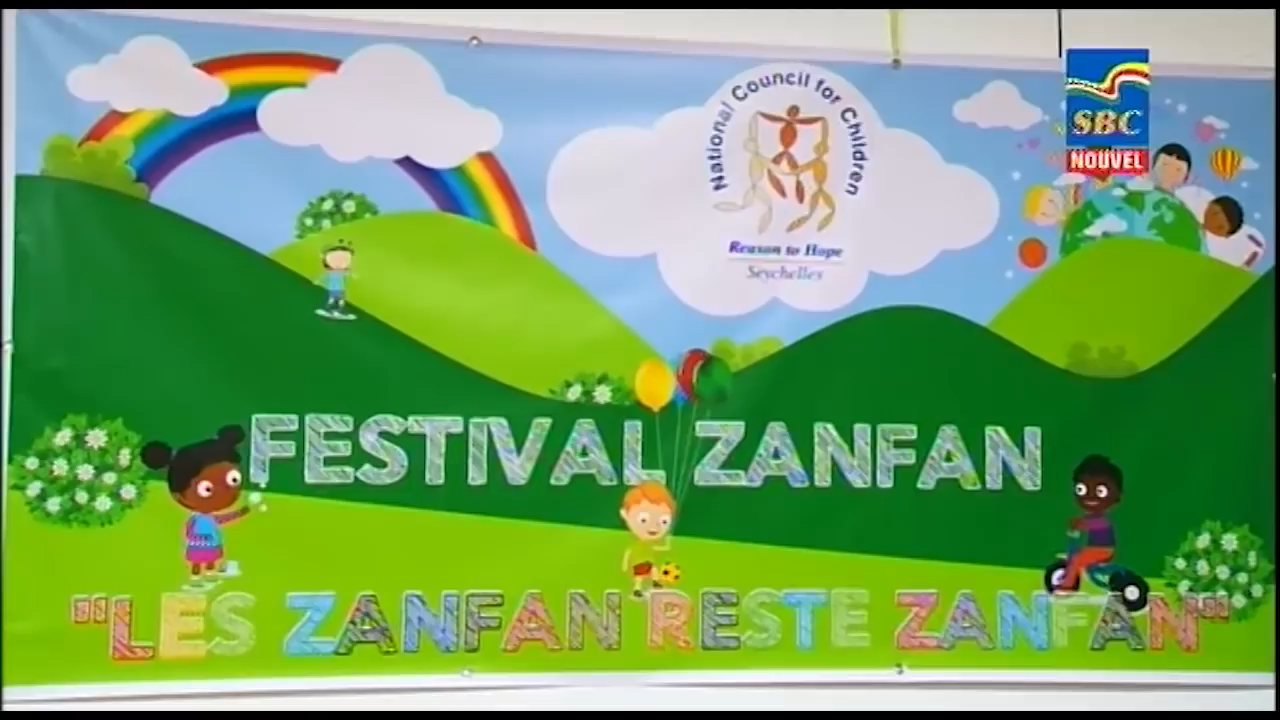 National Council for Children
SBC
NOUVEL
Reason to Hope
Seychelles
FESTIVAL ZANFAN
"LES ZANFAN RESTE ZANFAN"